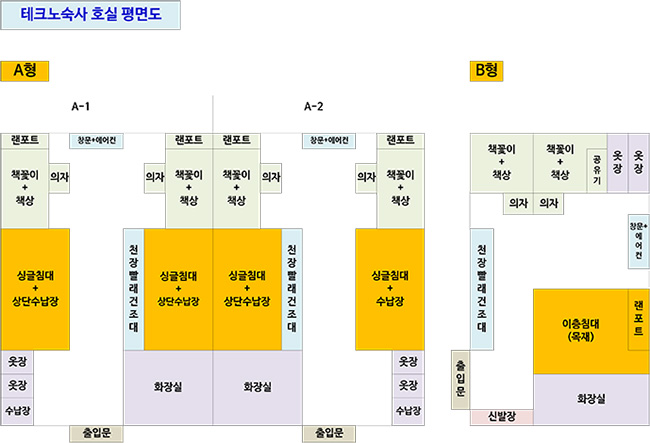 테크노숙사 호실 평면도
A형
B형
A-1
A-2
랜포트
창문+에어컨
랜포트
랜포트
창문+에어컨
랜포트
책꽂이
+
책상
의자
의자
책꽂이
+
책상
책꽂이
+
책상
의자
의자
책꽂이
+
책상
책꽂이
+
책상
책꽂이
+
책상
공유기
옷장
옷장
의자
의자
싱글침대
+
상단수납장
천장빨래건조대
싱글침대
+
상단수납장
싱글침대
+
상단수납장
천장빨래건조대
싱글침대
+
수납장
천장빨래건조대
창문+에어컨
이층침대
(목재)
랜포트
옷장
옷장
수납장
화장실
화장실
옷장
옷장
수납장
출입문
출입문
출입문
화장실
신발장